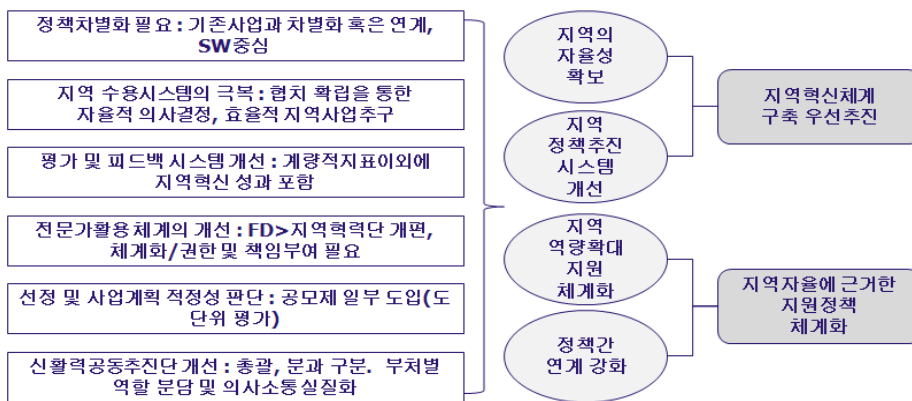 정책차별화 필요 : 기존사업과 차별화 혹은 연계,
SW중심
지역 수용시스템의 극복 : 협치 확립을 통한
자율적 의사결정, 효율적 지역사업추구
평가 및 피드백 시스템 개선 : 계량적지표이외에
지역혁신 성과 포함
전문가활용체계의 개선 : FD>지역혁력단 개편,
체계화/권한 및 책임부여 필요
선정 및 사업계획 적정성 판단 : 공모제 일부 도입(도
단위 평가)
신활력공동추진단 개선 : 총괄, 분과 구분. 부처별
역할 분담 및 의사소통실질화
지역의
자율성
확보
지역
정책추진
시스템
개선
지역
역량확대
지원
체계화
정책간
연계 강화
지역혁신체계
구축 우선추진
지역자율에 근거한
지원정책
체계화